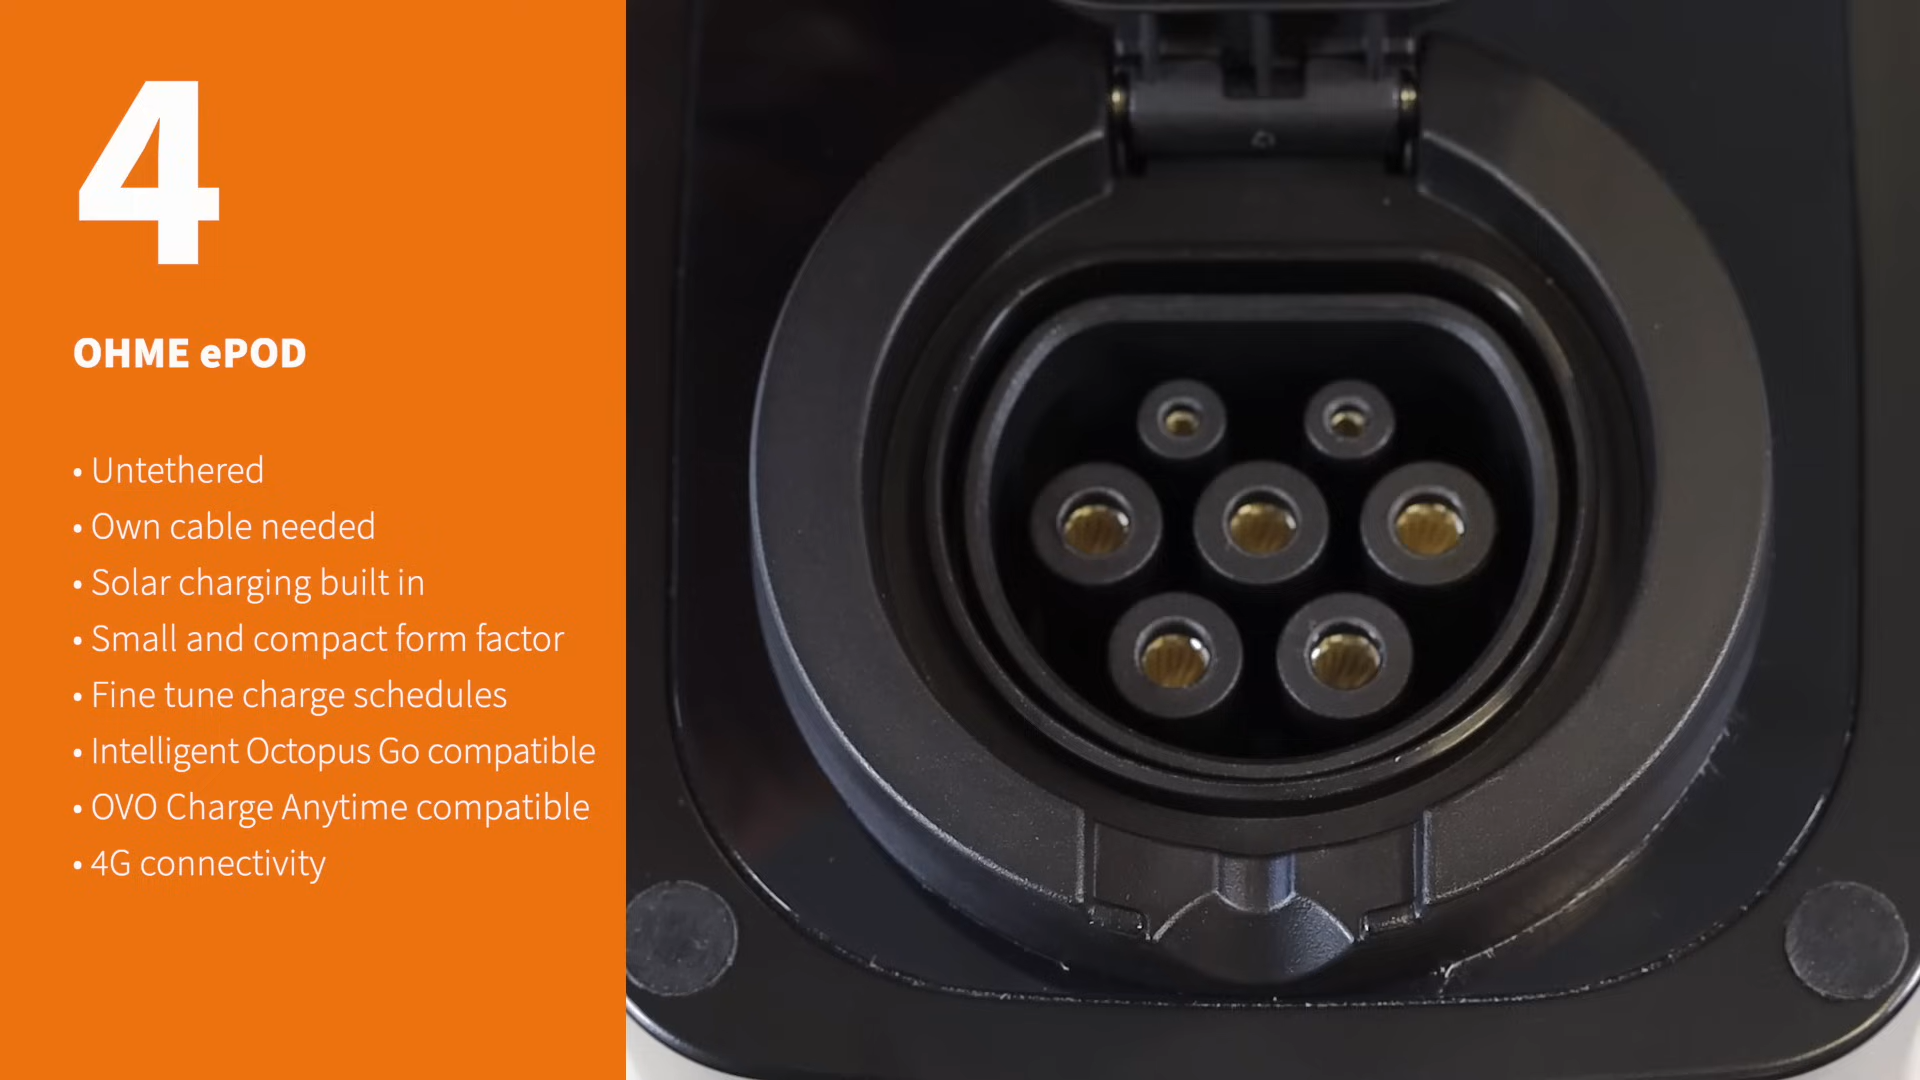 4
OHME ePOD
• Untethered
• Own cable needed
• Solar charging built in
• Small and compact form factor
• Fine tune charge schedules
• Intelligent Octopus Go compatible
• OVO Charge Anytime compatible
• 4G connectivity